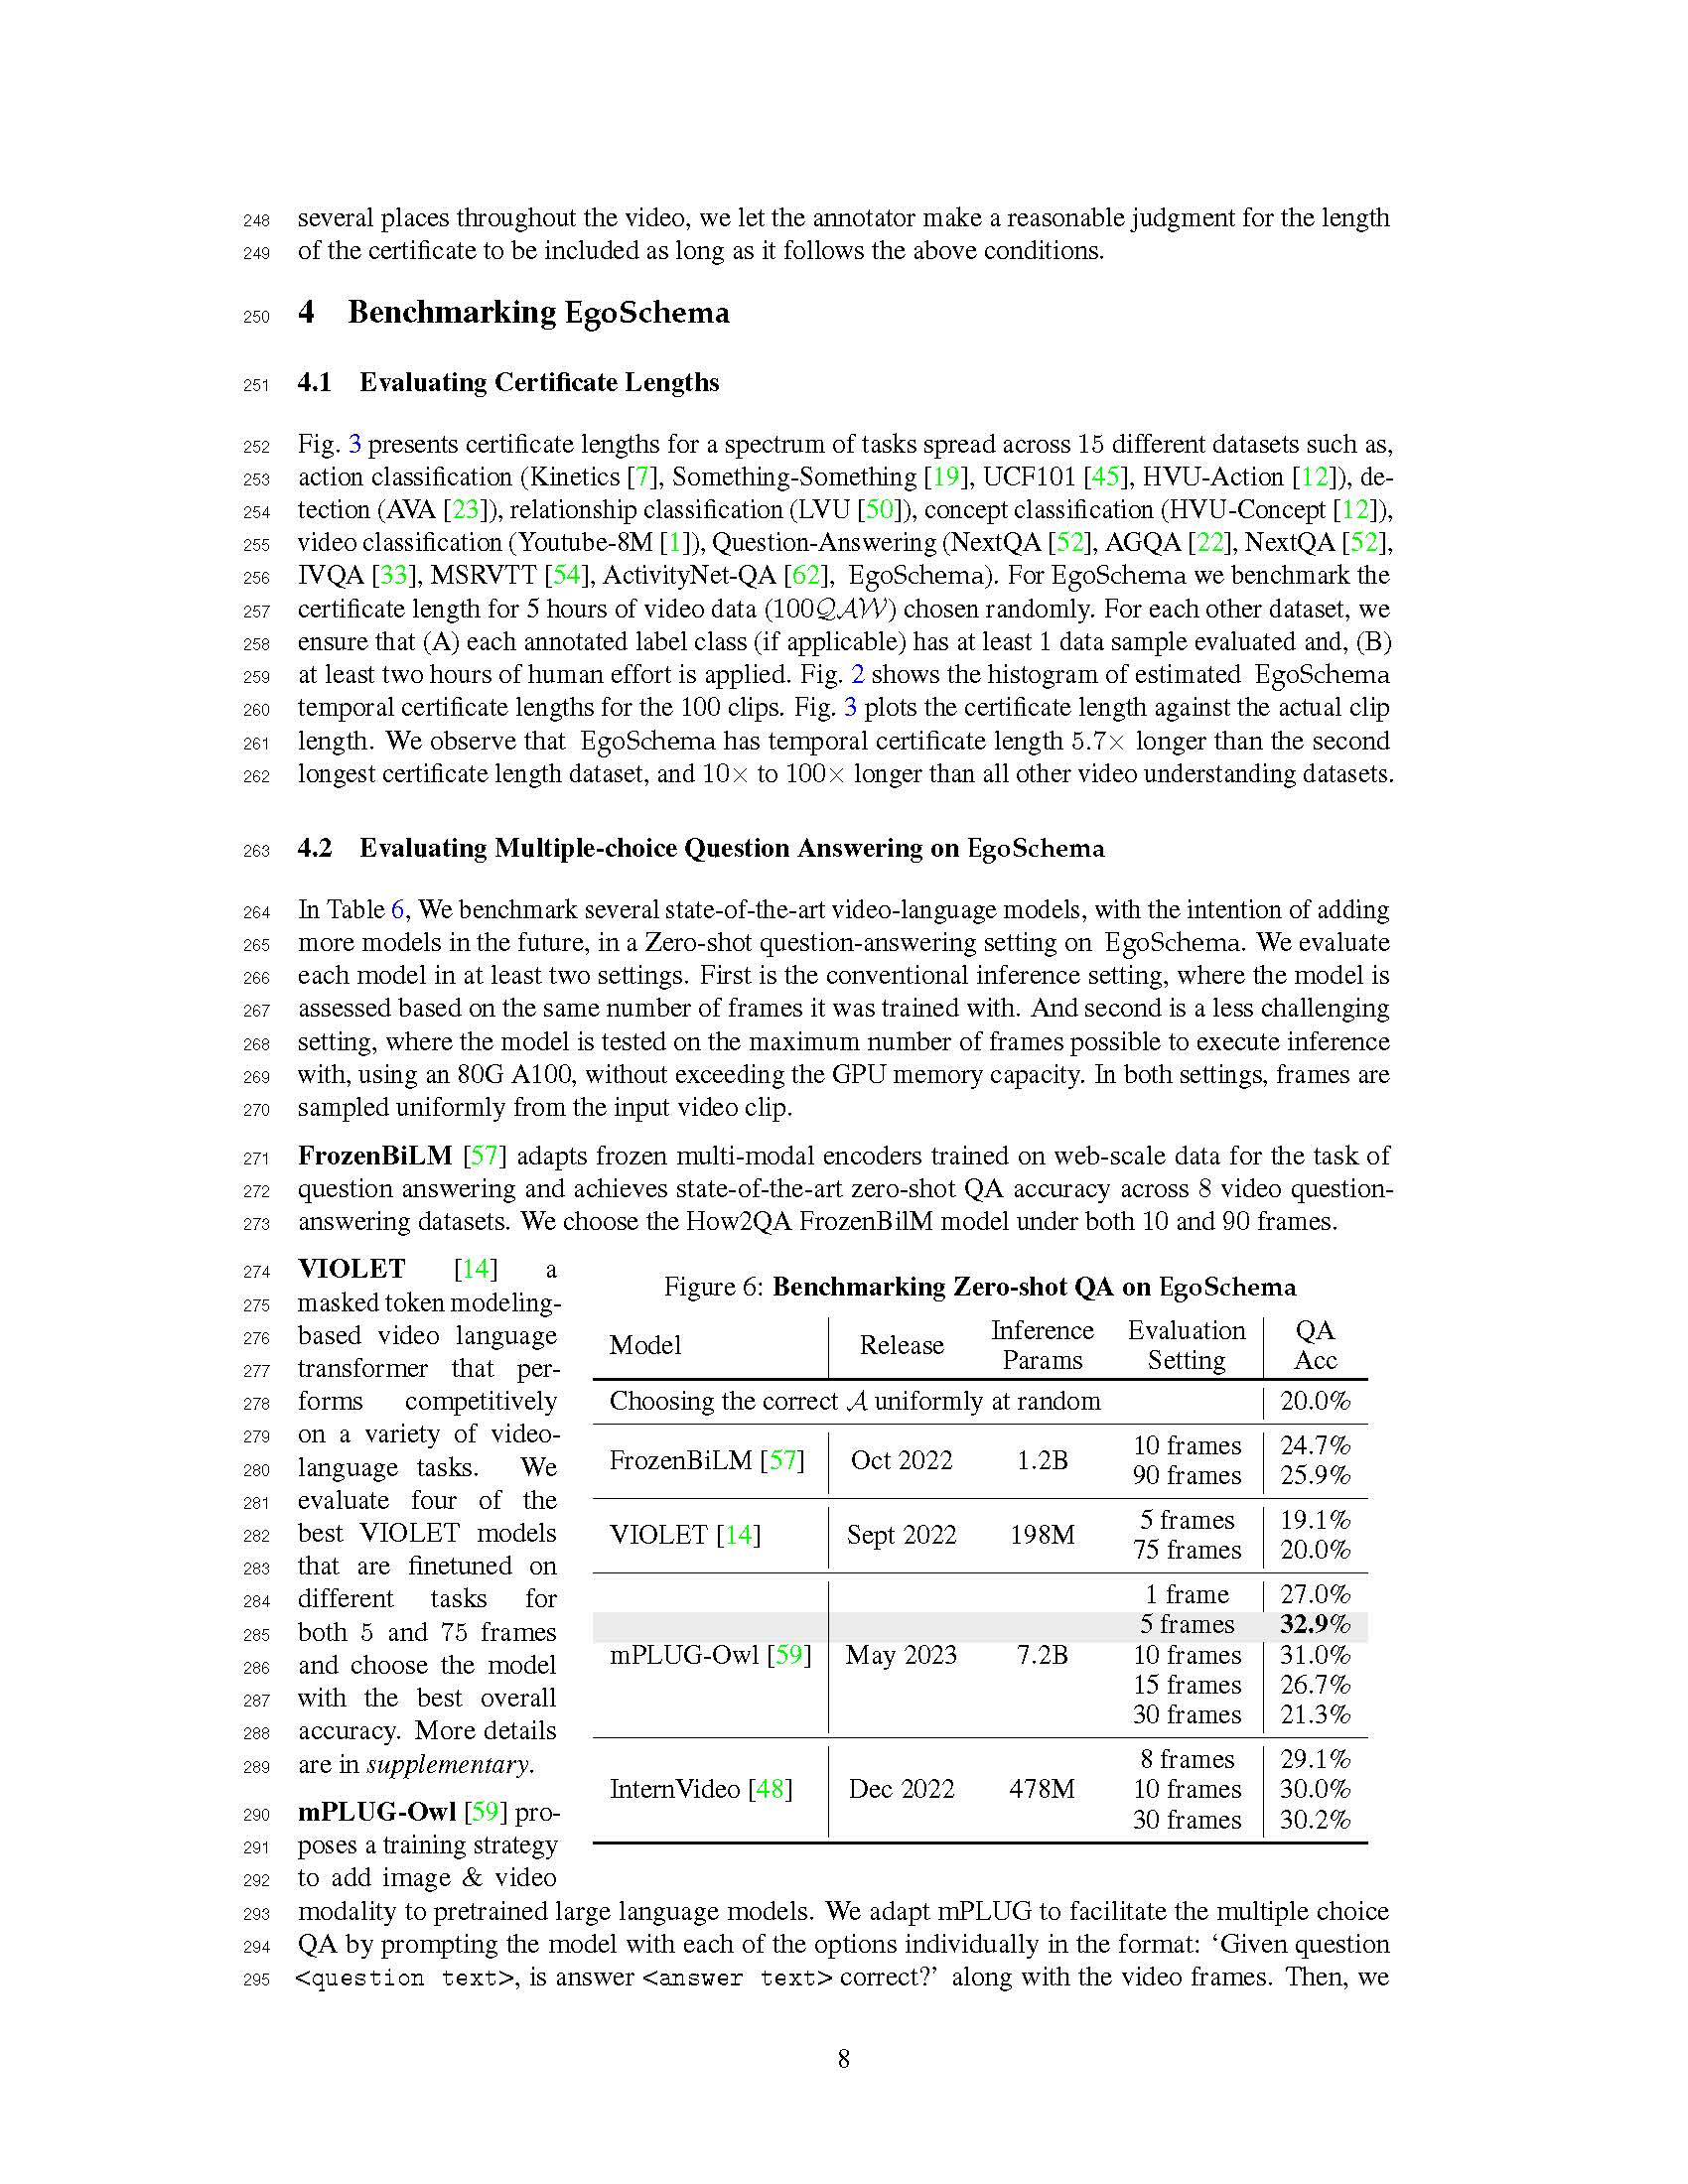 248 several places throughout the video, we let the annotator make a reasonable judgment for the length
249 of the certificate to be included as long as it follows the above conditions.
250 4 Benchmarking EgoSchema
251 4.1 Evaluating Certificate Lengths
252 Fig. 3 presents certificate lengths for a spectrum of tasks spread across 15 different datasets such as,
253 action classification (Kinetics [7], Something-Something [19], UCF101 [45], HVU-Action [12]), de-
254 tection (AVA [23]), relationship classification (LVU [50]), concept classification (HVU-Concept [12]),
255 video classification (Youtube-8M [1]), Question-Answering (NextQA [52], AGQA [22], NextQA [52],
256 IVQA [33], MSRVTT [54], ActivityNet-QA [62], EgoSchema). For EgoSchema we benchmark the
257 certificate length for 5 hours of video data (100𝒬𝒜𝒲) chosen randomly. For each other dataset, we
258 ensure that (A) each annotated label class (if applicable) has at least 1 data sample evaluated and, (B)
259 at least two hours of human effort is applied. Fig. 2 shows the histogram of estimated EgoSchema
260 temporal certificate lengths for the 100 clips. Fig. 3 plots the certificate length against the actual clip
261 length. We observe that EgoSchema has temporal certificate length 5.7× longer than the second
262 longest certificate length dataset, and 10× to 100× longer than all other video understanding datasets.
263 4.2 Evaluating Multiple-choice Question Answering on EgoSchema
264 In Table 6, We benchmark several state-of-the-art video-language models, with the intention of adding
265 more models in the future, in a Zero-shot question-answering setting on EgoSchema. We evaluate
266 each model in at least two settings. First is the conventional inference setting, where the model is
267 assessed based on the same number of frames it was trained with. And second is a less challenging
268 setting, where the model is tested on the maximum number of frames possible to execute inference
269 with, using an 80G A100, without exceeding the GPU memory capacity. In both settings, frames are
270 sampled uniformly from the input video clip.
271 FrozenBiLM [57] adapts frozen multi-modal encoders trained on web-scale data for the task of
272 question answering and achieves state-of-the-art zero-shot QA accuracy across 8 video question-
273 answering datasets. We choose the How2QA FrozenBilM model under both 10 and 90 frames.
274 VIOLET [14] a
275 masked token modeling-
276 based video language
277 transformer that per-
278 forms competitively
279 on a variety of video-
280 language tasks. We
281 evaluate four of the
282 best VIOLET models
283 that are finetuned on
284 different tasks for
285 both 5 and 75 frames
286 and choose the model
287 with the best overall
288 accuracy. More details
289 are in supplementary.
290 mPLUG-Owl [59] pro-
291 poses a training strategy
292 to add image & video
Figure 6: Benchmarking Zero-shot QA on EgoSchema
Model Release Inference Params Evaluation Setting QA Acc
Choosing the correct 𝒜 uniformly at random 20.0%
FrozenBiLM [57] Oct 2022 1.2B 10 frames 24.7%
90 frames 25.9%
VIOLET [14] Sept 2022 198M 5 frames 19.1%
75 frames 20.0%
1 frame 27.0%
5 frames 32.9%
mPLUG-Owl [59] May 2023 7.2B 10 frames 31.0%
15 frames 26.7%
30 frames 21.3%
8 frames 29.1%
InternVideo [48] Dec 2022 478M 10 frames 30.0%
30 frames 30.2%
293 modality to pretrained large language models. We adapt mPLUG to facilitate the multiple choice
294 QA by prompting the model with each of the options individually in the format: ‘Given question
295 <question text>, is answer <answer text> correct?’ along with the video frames. Then, we
8